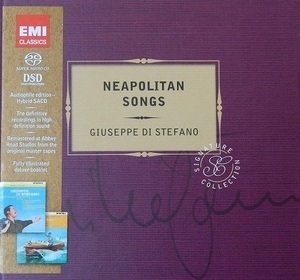 EMI
CLASSICS
SUPER AUDIO CD
DSD
Audiophile edition -
Hybrid SACD
The definitive
recordings in High
definition sound
Remastered at Abbey
Road Studios from the
original master tapes
Fully illustrated
deluxe booklet
NEAPOLITAN
SONGS
GIUSEPPE DI STEFANO
SIGNATURE
COLLECTION